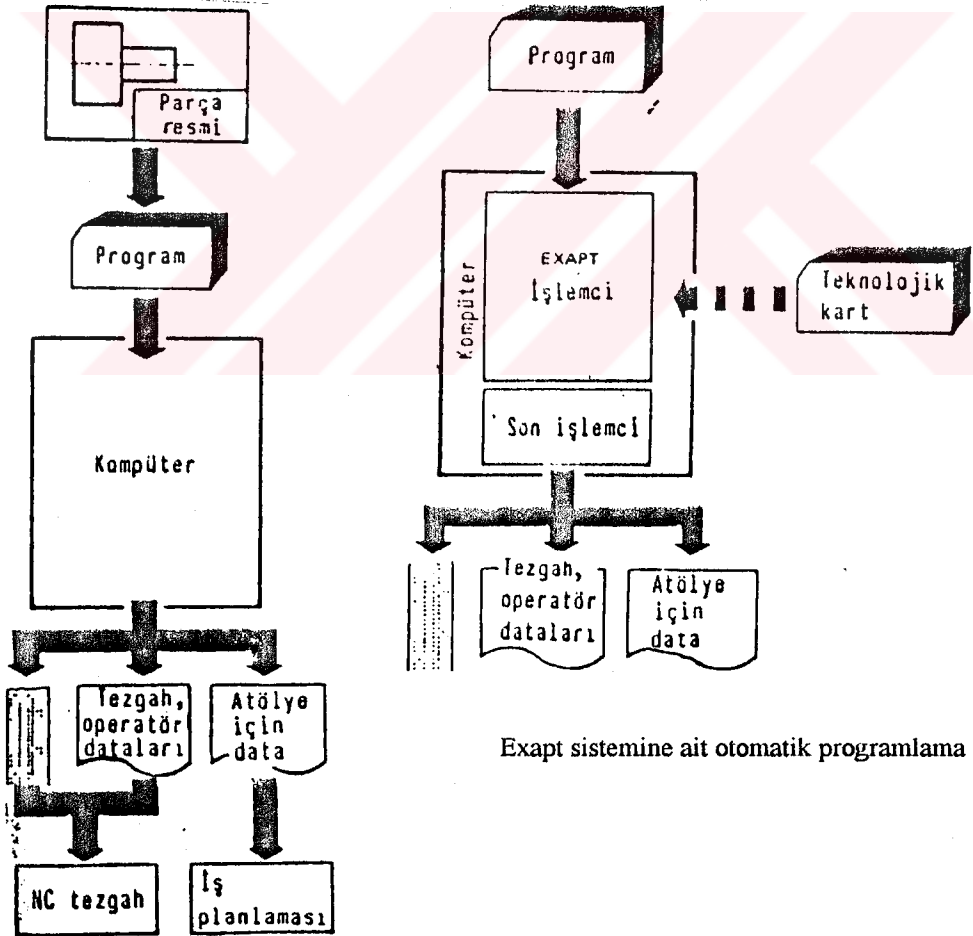 Parça
resmi
Program
Kompüter
Tezgah,
operatör
dataları
Atölye
için
data
NC tezgah
İş
planlaması
Program
Kompüter
EXAPT
İşlemci
Son işlemci
Teknolojik
kart
Tezgah,
operatör
dataları
Atölye
için
data
Exapt sistemine ait otomatik programlama